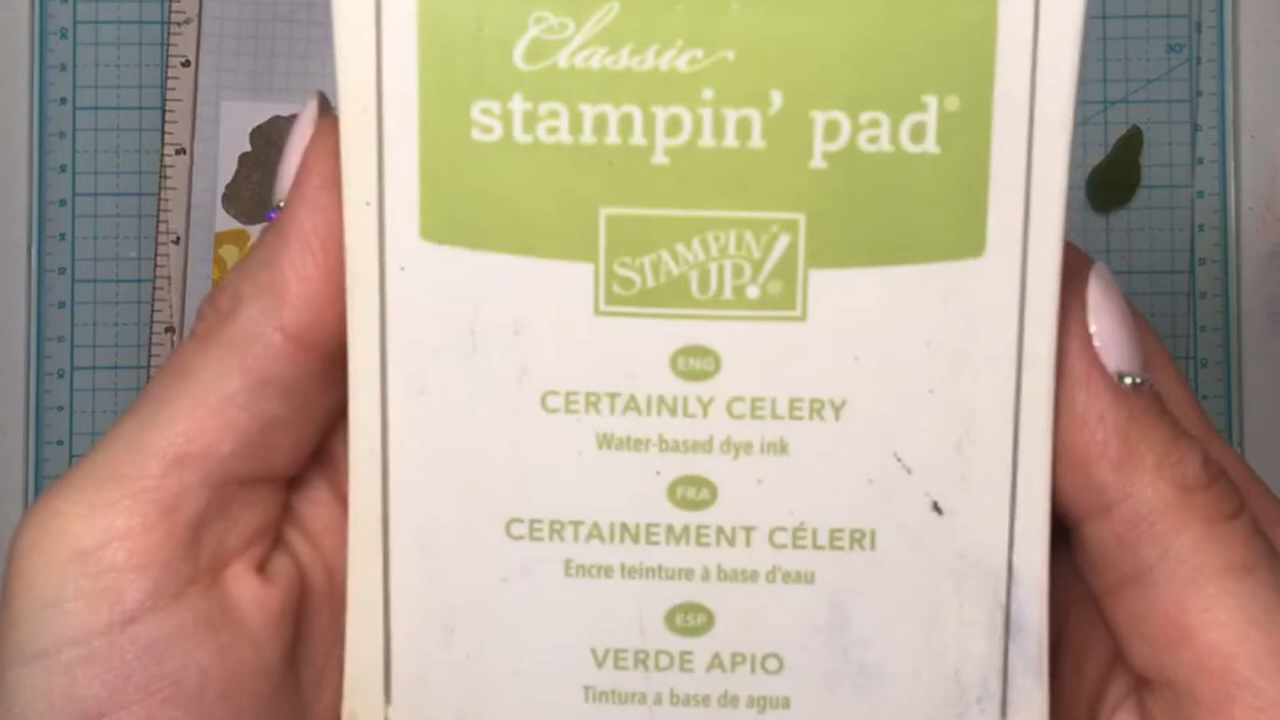 Classic
stampin' pad®
STAMPIN'
UP!®
ENG
CERTAINLY CELERY
Water-based dye ink
FRA
CERTAINEMENT CÉLERI
Encre teinture à base d'eau
ESP
VERDE APIO
Tintura a base de agua
30°